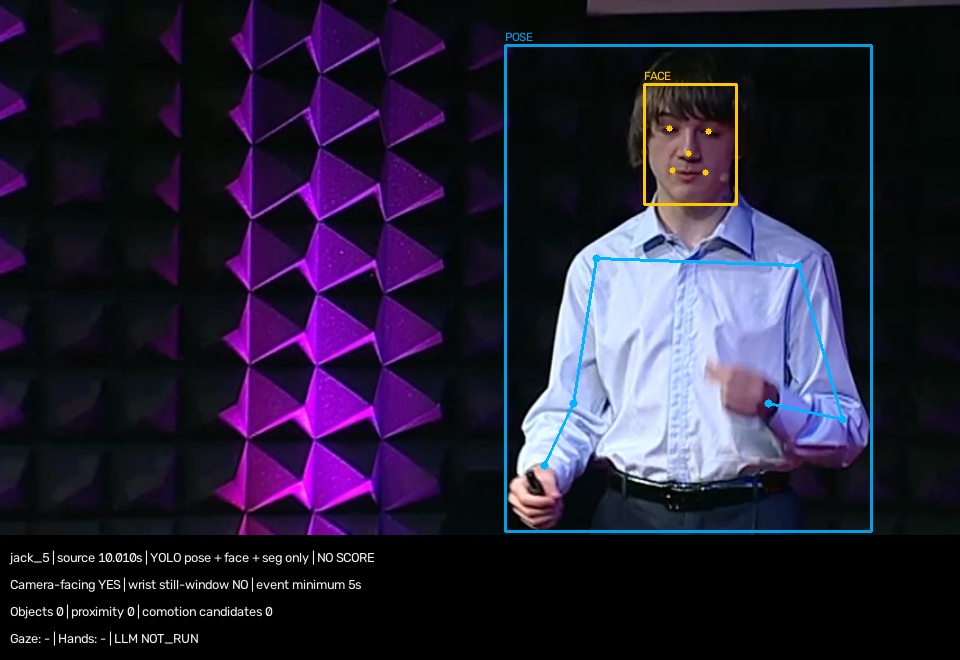 POSE
FACE
jack_5 | source 10.010s | YOLO pose + face + seg only | NO SCORE
Camera-facing YES | wrist still-window NO | event minimum 5s
Objects 0 | proximity 0 | comotion candidates 0
Gaze: - | Hands: - | LLM NOT_RUN